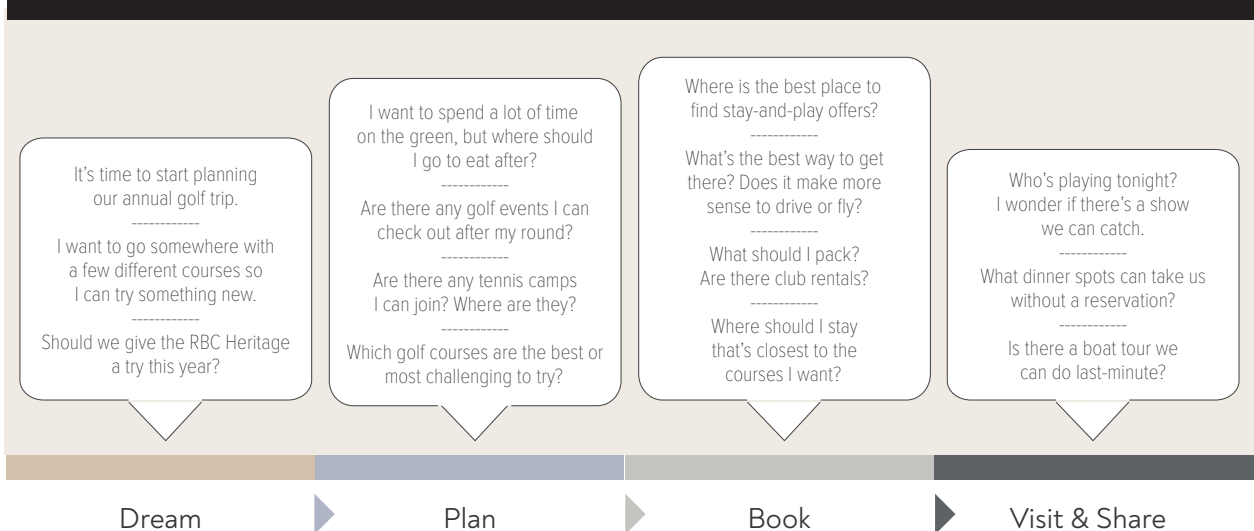 It's time to start planning
our annual golf trip.
------------
I want to go somewhere with
a few different courses so
I can try something new.
------------
Should we give the RBC Heritage
a try this year?
I want to spend a lot of time
on the green, but where should
I go to eat after?
------------
Are there any golf events I can
check out after my round?
------------
Are there any tennis camps
I can join? Where are they?
------------
Which golf courses are the best or
most challenging to try?
Where is the best place to
find stay-and-play offers?
------------
What's the best way to get
there? Does it make more
sense to drive or fly?
------------
What should I pack?
Are there club rentals?
------------
Where should I stay
that's closest to the
courses I want?
Who's playing tonight?
I wonder if there's a show
we can catch.
------------
What dinner spots can take us
without a reservation?
------------
Is there a boat tour we
can do last-minute?
Dream
Plan
Book
Visit & Share